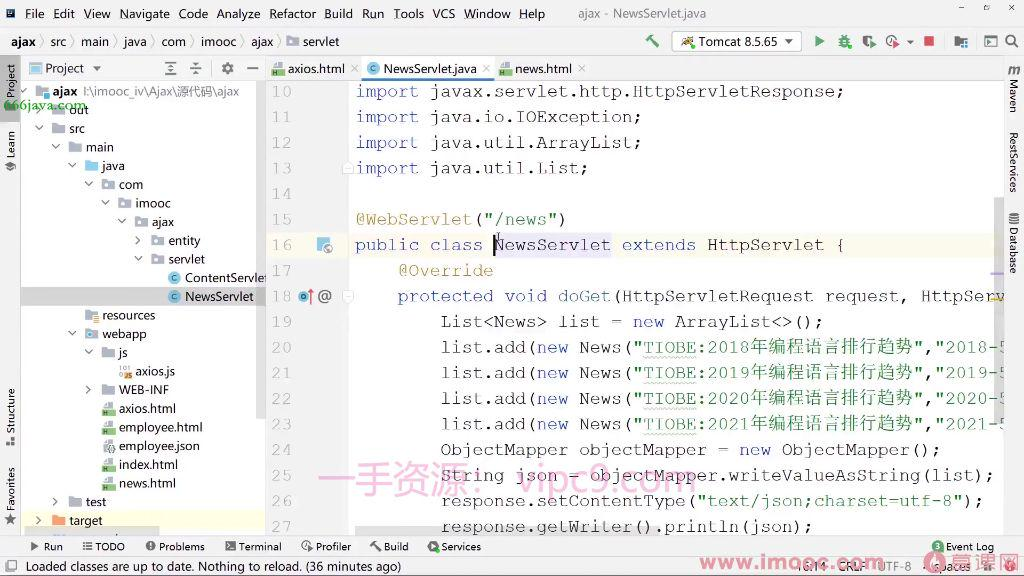 File Edit View Navigate Code Analyze Refactor Build Run Tools VCS Window Help ajax - NewsServlet.java
ajax src main java com imooc ajax servlet Tomcat 8.5.65
Project axios.html NewsServlet.java news.html
Project
Learn
Structure
Favorites
ajax I:\imooc_iv\Ajax\源代码\ajax
666java.com
out
src
main
java
com
imooc
ajax
entity
servlet
ContentServlet
NewsServlet
resources
webapp
js
axios.js
WEB-INF
axios.html
employee.html
employee.json
index.html
news.html
test
target
10 import javax.servlet.http.HttpServletResponse;
11 import java.io.IOException;
12 import java.util.ArrayList;
13 import java.util.List;
14
15 @WebServlet("/news")
16 public class NewsServlet extends HttpServlet {
17 @Override
18 protected void doGet(HttpServletRequest request, HttpServ
19 List<News> list = new ArrayList<>();
20 list.add(new News("TIOBE:2018年编程语言排行趋势","2018-5
21 list.add(new News("TIOBE:2019年编程语言排行趋势","2019-5
22 list.add(new News("TIOBE:2020年编程语言排行趋势","2020-5
23 list.add(new News("TIOBE:2021年编程语言排行趋势","2021-5
24 ObjectMapper objectMapper = new ObjectMapper();
25 String json = objectMapper.writeValueAsString(list);
26 response.setContentType("text/json;charset=utf-8");
27 response.getWriter().println(json);
一手资源: vipc9.com
Maven
RestServices
Database
Run TODO Problems Terminal Profiler Build Services Event Log
Loaded classes are up to date. Nothing to reload. (36 minutes ago) 16:14 CRLF UTF-8 4 spaces
www.imooc.com 慕课网